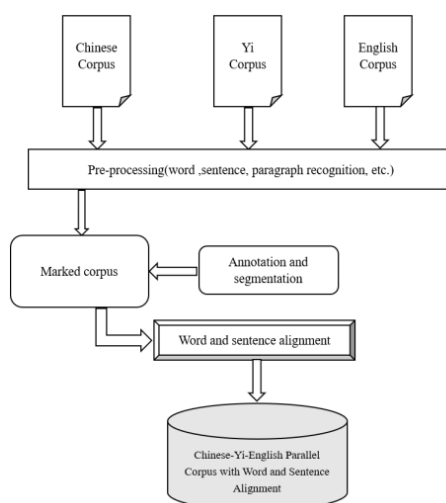 Chinese
Corpus
Yi
Corpus
English
Corpus
Pre-processing(word ,sentence, paragraph recognition, etc.)
Marked corpus
Annotation and
segmentation
Word and sentence alignment
Chinese-Yi-English Parallel
Corpus with Word and Sentence
Alignment